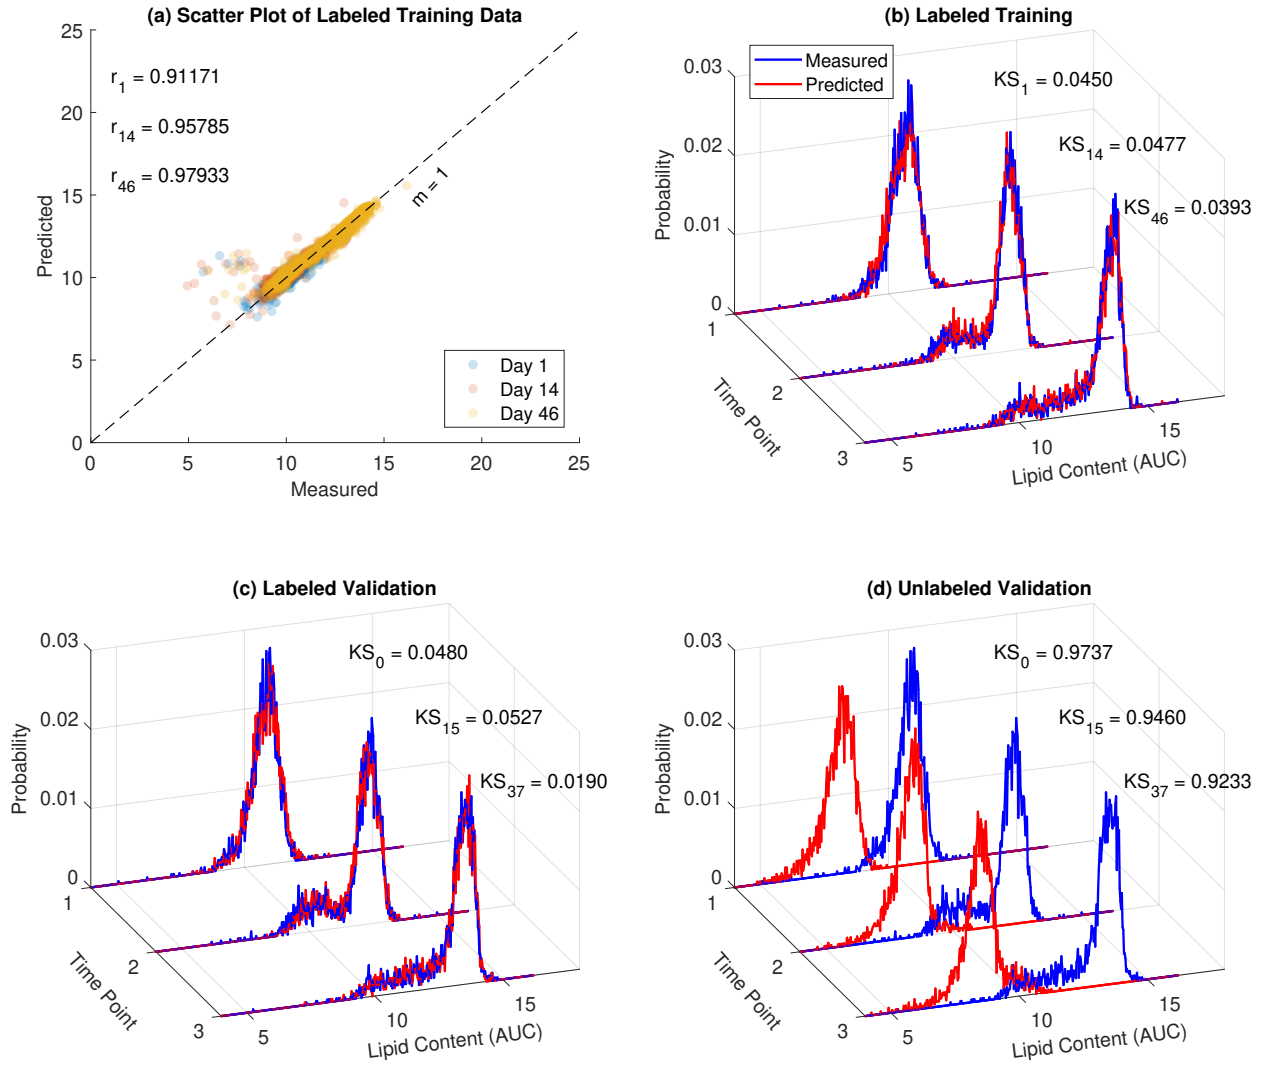 (a) Scatter Plot of Labeled Training Data
25
20
15
10
5
0
0
5
10
15
20
25
Predicted
Measured
r1 = 0.91171
r14 = 0.95785
r46 = 0.97933
m = 1
Day 1
Day 14
Day 46
(b) Labeled Training
Measured
Predicted
KS1 = 0.0450
KS14 = 0.0477
KS46 = 0.0393
0.03
0.02
0.01
0
Probability
1
2
3
Time Point
5
10
15
Lipid Content (AUC)
(c) Labeled Validation
KS0 = 0.0480
KS15 = 0.0527
KS37 = 0.0190
0.03
0.02
0.01
0
Probability
1
2
3
Time Point
5
10
15
Lipid Content (AUC)
(d) Unlabeled Validation
KS0 = 0.9737
KS15 = 0.9460
KS37 = 0.9233
0.03
0.02
0.01
0
Probability
1
2
3
Time Point
5
10
15
Lipid Content (AUC)